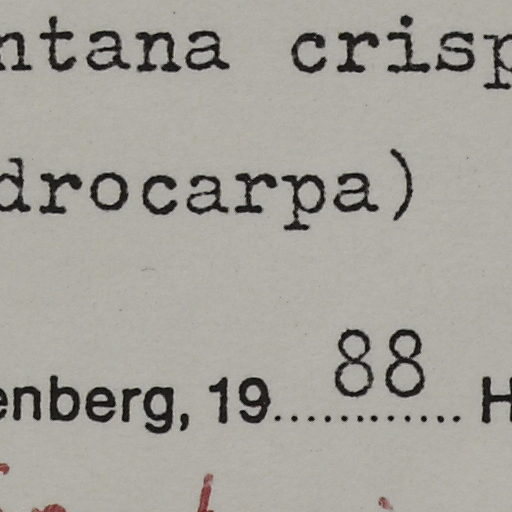 ntana crisp
drocarpa)
enberg, 19 88 H